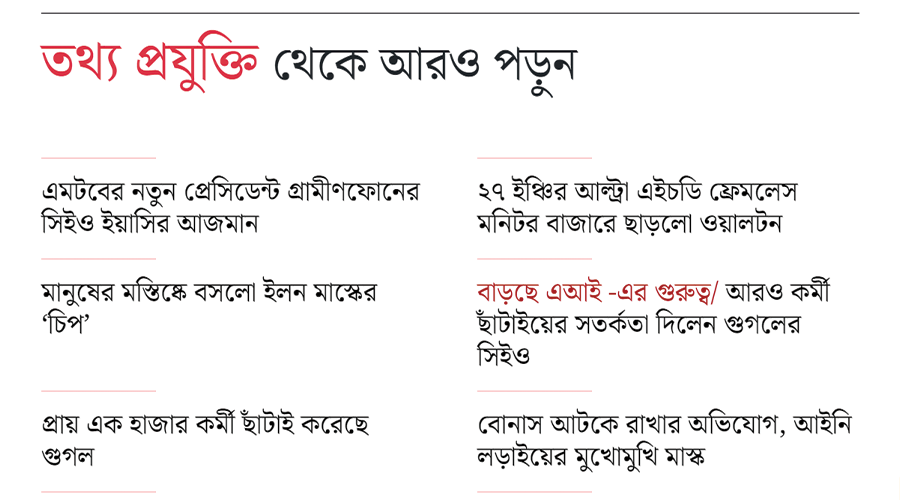 তথ্য প্রযুক্তি থেকে আরও পড়ুন
এমটবের নতুন প্রেসিডেন্ট গ্রামীণফোনের
সিইও ইয়াসির আজমান
২৭ ইঞ্চির আল্ট্রা এইচডি ফ্রেমলেস
মনিটর বাজারে ছাড়লো ওয়ালটন
মানুষের মস্তিষ্কে বসলো ইলন মাস্কের
‘চিপ’
বাড়ছে এআই -এর গুরুত্ব/ আরও কর্মী
ছাঁটাইয়ের সতর্কতা দিলেন গুগলের
সিইও
প্রায় এক হাজার কর্মী ছাঁটাই করেছে
গুগল
বোনাস আটকে রাখার অভিযোগ, আইনি
লড়াইয়ের মুখোমুখি মাস্ক